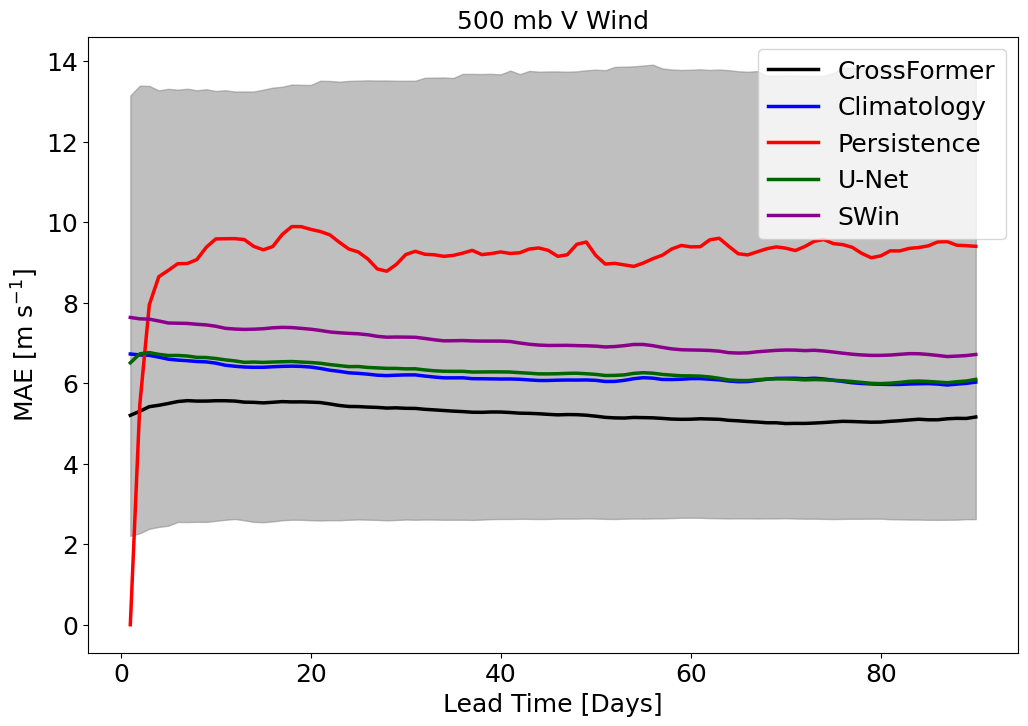 500 mb V Wind
MAE [m s⁻¹]
14
12
10
8
6
4
2
0
CrossFormer
Climatology
Persistence
U-Net
SWin
0 20 40 60 80
Lead Time [Days]